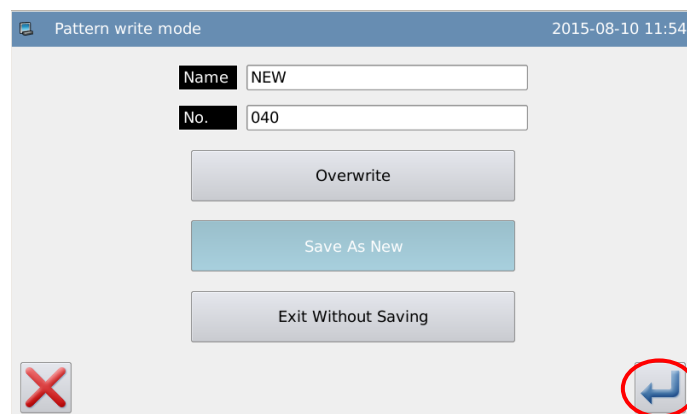 Pattern write mode 2015-08-10 11:54
Name NEW
No. 040
Overwrite
Save As New
Exit Without Saving